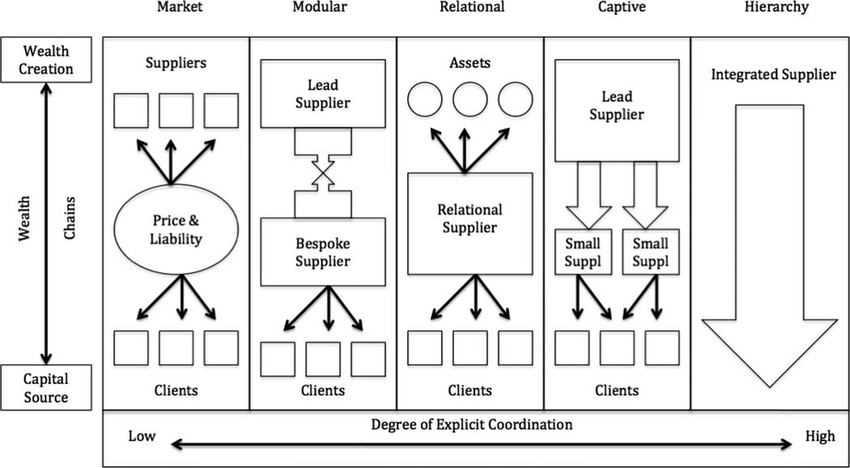 Market
Modular
Relational
Captive
Hierarchy
Wealth
Creation
Wealth
Chains
Capital
Source
Suppliers
Price &
Liability
Clients
Lead
Supplier
Bespoke
Supplier
Clients
Assets
Relational
Supplier
Clients
Lead
Supplier
Small
Suppl
Small
Suppl
Clients
Integrated Supplier
Degree of Explicit Coordination
Low
High